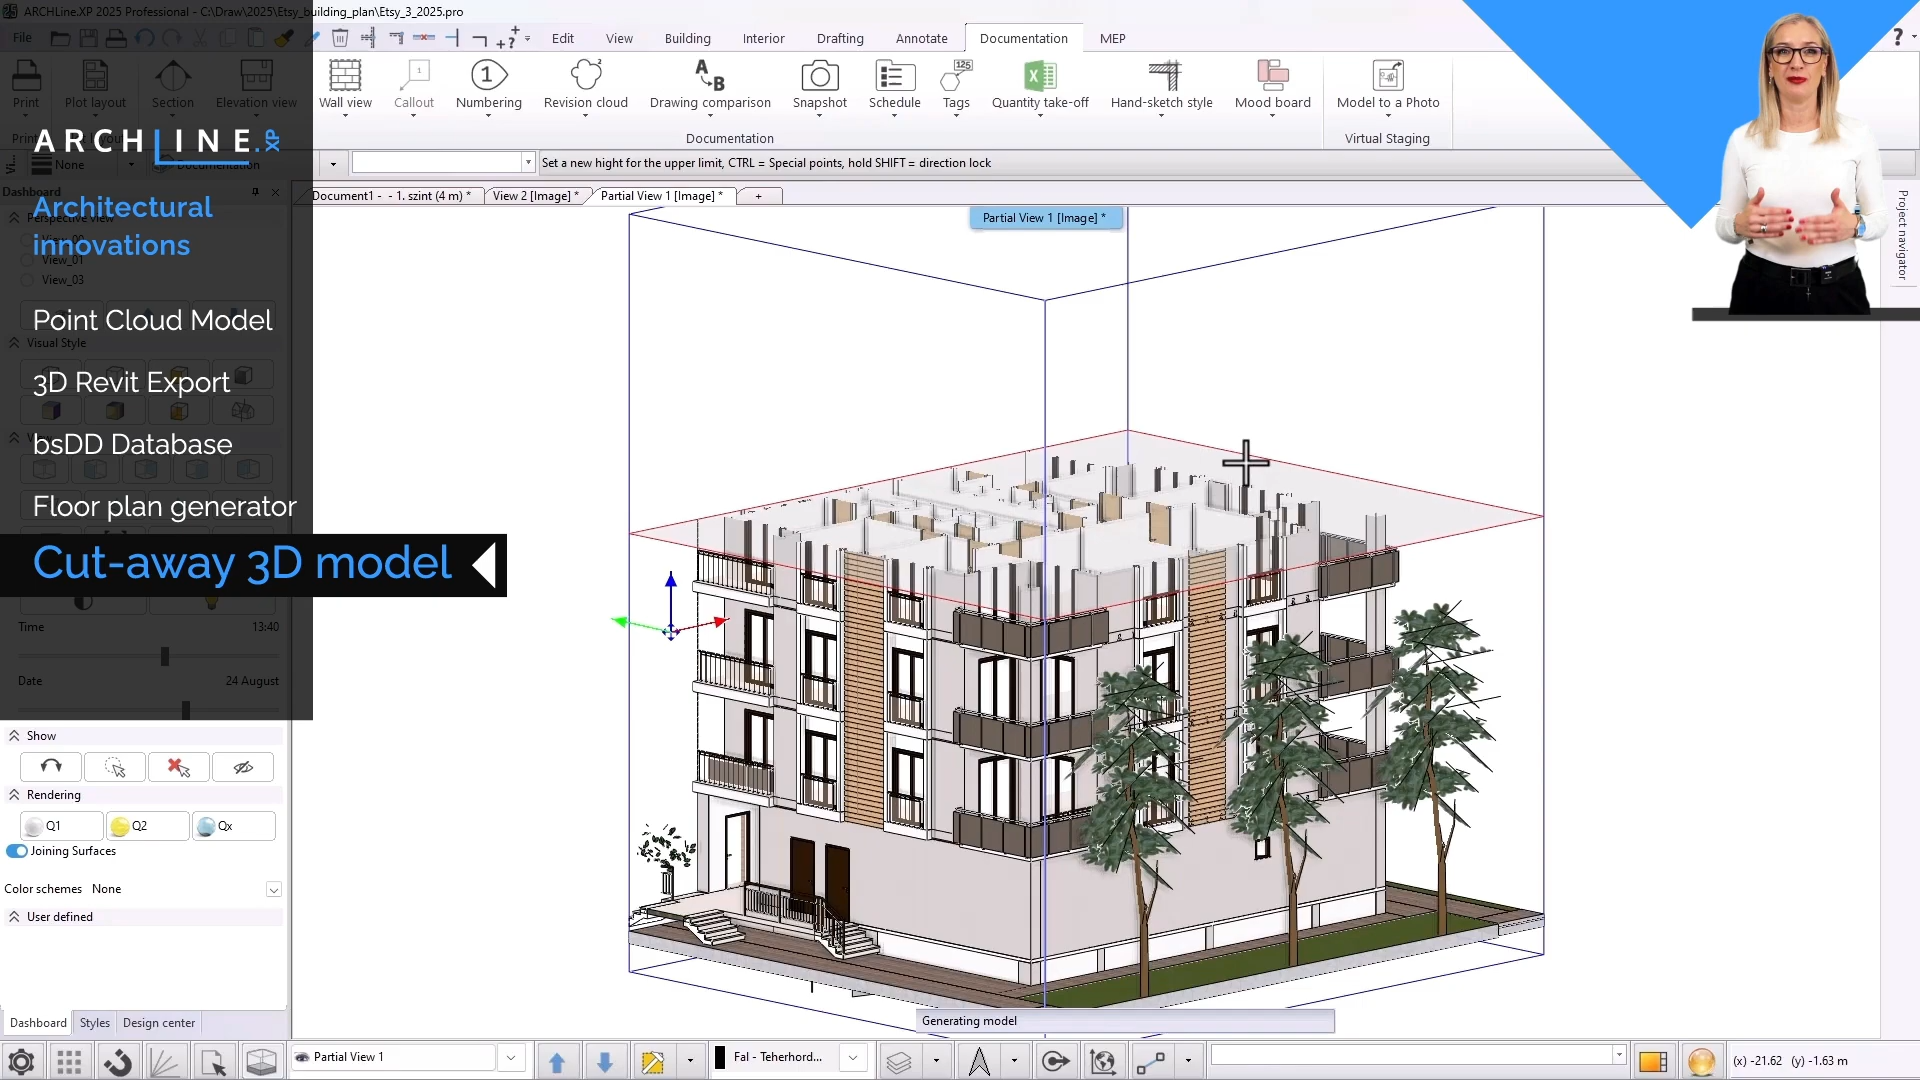 ARCHLine.XP 2025 Professional - C:\Draw\2025\Etsy_building_plan\Etsy_3_2025.pro
File
Edit
View
Building
Interior
Drafting
Annotate
Documentation
MEP
?
Print
Plot layout
Section
Elevation view
Wall view
Callout
Numbering
Revision cloud
Drawing comparison
Snapshot
Schedule
Tags
Quantity take-off
Hand-sketch style
Mood board
Model to a Photo
Documentation
Virtual Staging
None
Documentation
Set a new hight for the upper limit, CTRL = Special points, hold SHIFT = direction lock
Dashboard
Document1 - - 1. szint (4 m) *
View 2 [Image] *
Partial View 1 [Image] *
+
Partial View 1 [Image] *
Project navigator
ARCHLINE.XP
Architectural
innovations
Perspective view
View_01
View_03
Point Cloud Model
Visual Style
3D Revit Export
bsDD Database
Floor plan generator
Cut-away 3D model
Time
13:40
Date
24 August
Show
Rendering
Q1
Q2
Qx
Joining Surfaces
Color schemes
None
User defined
Generating model
Dashboard
Styles
Design center
Partial View 1
Fal - Teherhord...
(x) -21.62 (y) -1.63 m